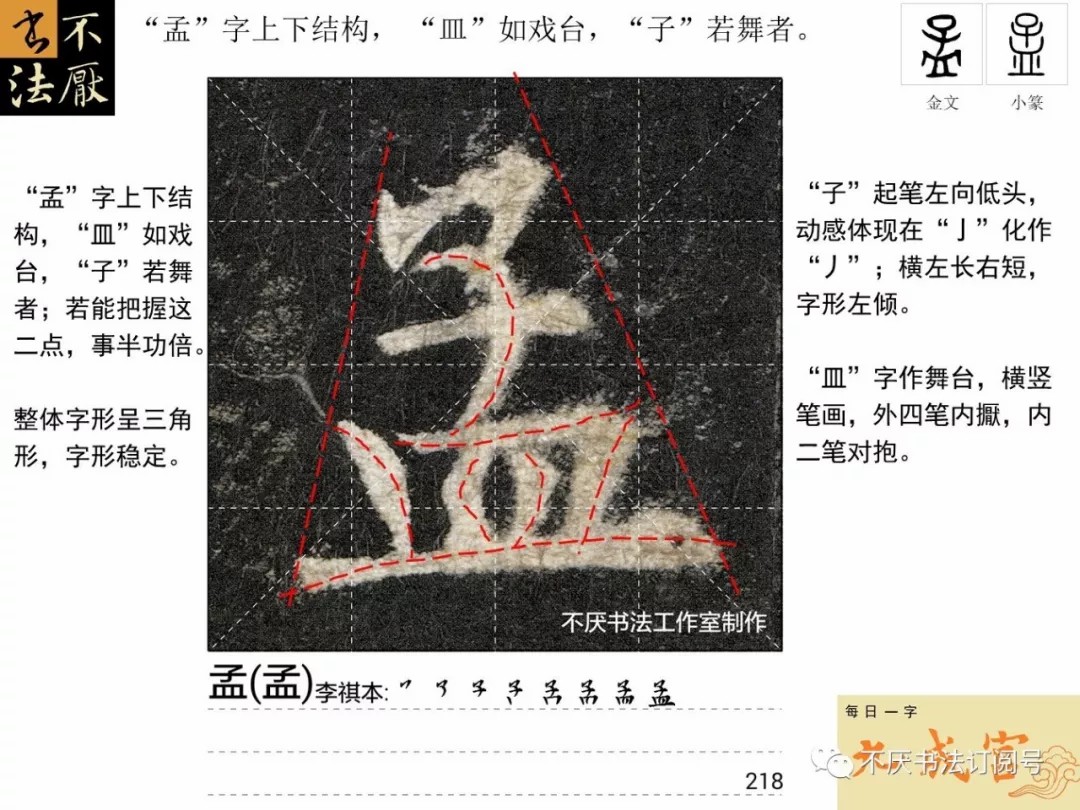 不厭
书法
“孟”字上下结构，“皿”如戏台，“子”若舞者。
金文
小篆
“孟”字上下结
构，“皿”如戏
台，“子”若舞
者；若能把握这
二点，事半功倍。
整体字形呈三角
形，字形稳定。
“子”起笔左向低头，
动感体现在“亅”化作
“丿”；横左长右短，
字形左倾。
“皿”字作舞台，横竖
笔画，外四笔内擫，内
二笔对抱。
孟
不厌书法工作室制作
孟(孟)李祺本:
218
每日一字
九成宫
不厌书法订阅号